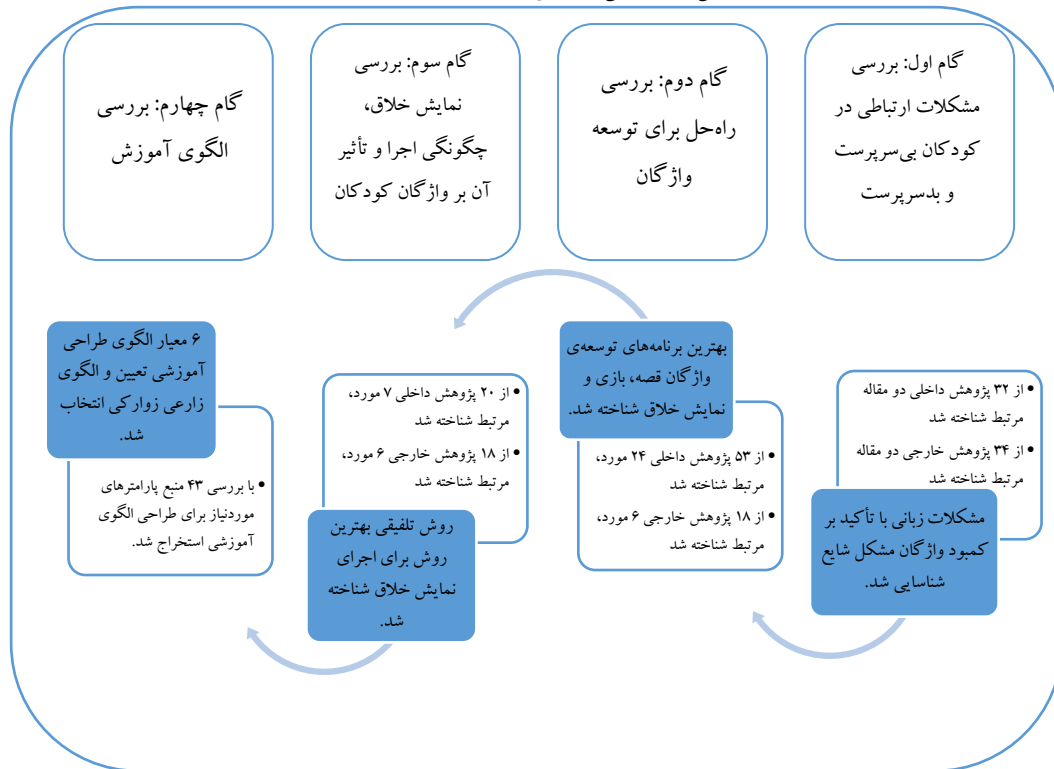 گام اول: بررسی
مشکلات ارتباطی در
کودکان بی‌سرپرست
و بدسرپرست
گام دوم: بررسی
راه‌حل برای توسعه
واژگان
گام سوم: بررسی
نمایش خلاق،
چگونگی اجرا و تأثیر
آن بر واژگان کودکان
گام چهارم: بررسی
الگوی آموزش
• از ۳۲ پژوهش داخلی دو مقاله
مرتبط شناخته شد
• از ۳۴ پژوهش خارجی دو مقاله
مرتبط شناخته شد
مشکلات زبانی با تأکید بر
کمبود واژگان مشکل شایع
شناسایی شد.
بهترین برنامه‌های توسعه‌ی
واژگان قصه، بازی و
نمایش خلاق شناخته شد.
• از ۵۳ پژوهش داخلی ۲۴ مورد،
مرتبط شناخته شد
• از ۱۸ پژوهش خارجی ۶ مورد،
مرتبط شناخته شد
• از ۲۰ پژوهش داخلی ۷ مورد،
مرتبط شناخته شد
• از ۱۸ پژوهش خارجی ۶ مورد،
مرتبط شناخته شد
روش تلفیقی بهترین
روش برای اجرای
نمایش خلاق شناخته
شد.
۶ معیار الگوی طراحی
آموزشی تعیین و الگوی
زارعی زوارکی انتخاب
شد.
• با بررسی ۴۳ منبع پارامترهای
موردنیاز برای طراحی الگوی
آموزشی استخراج شد.